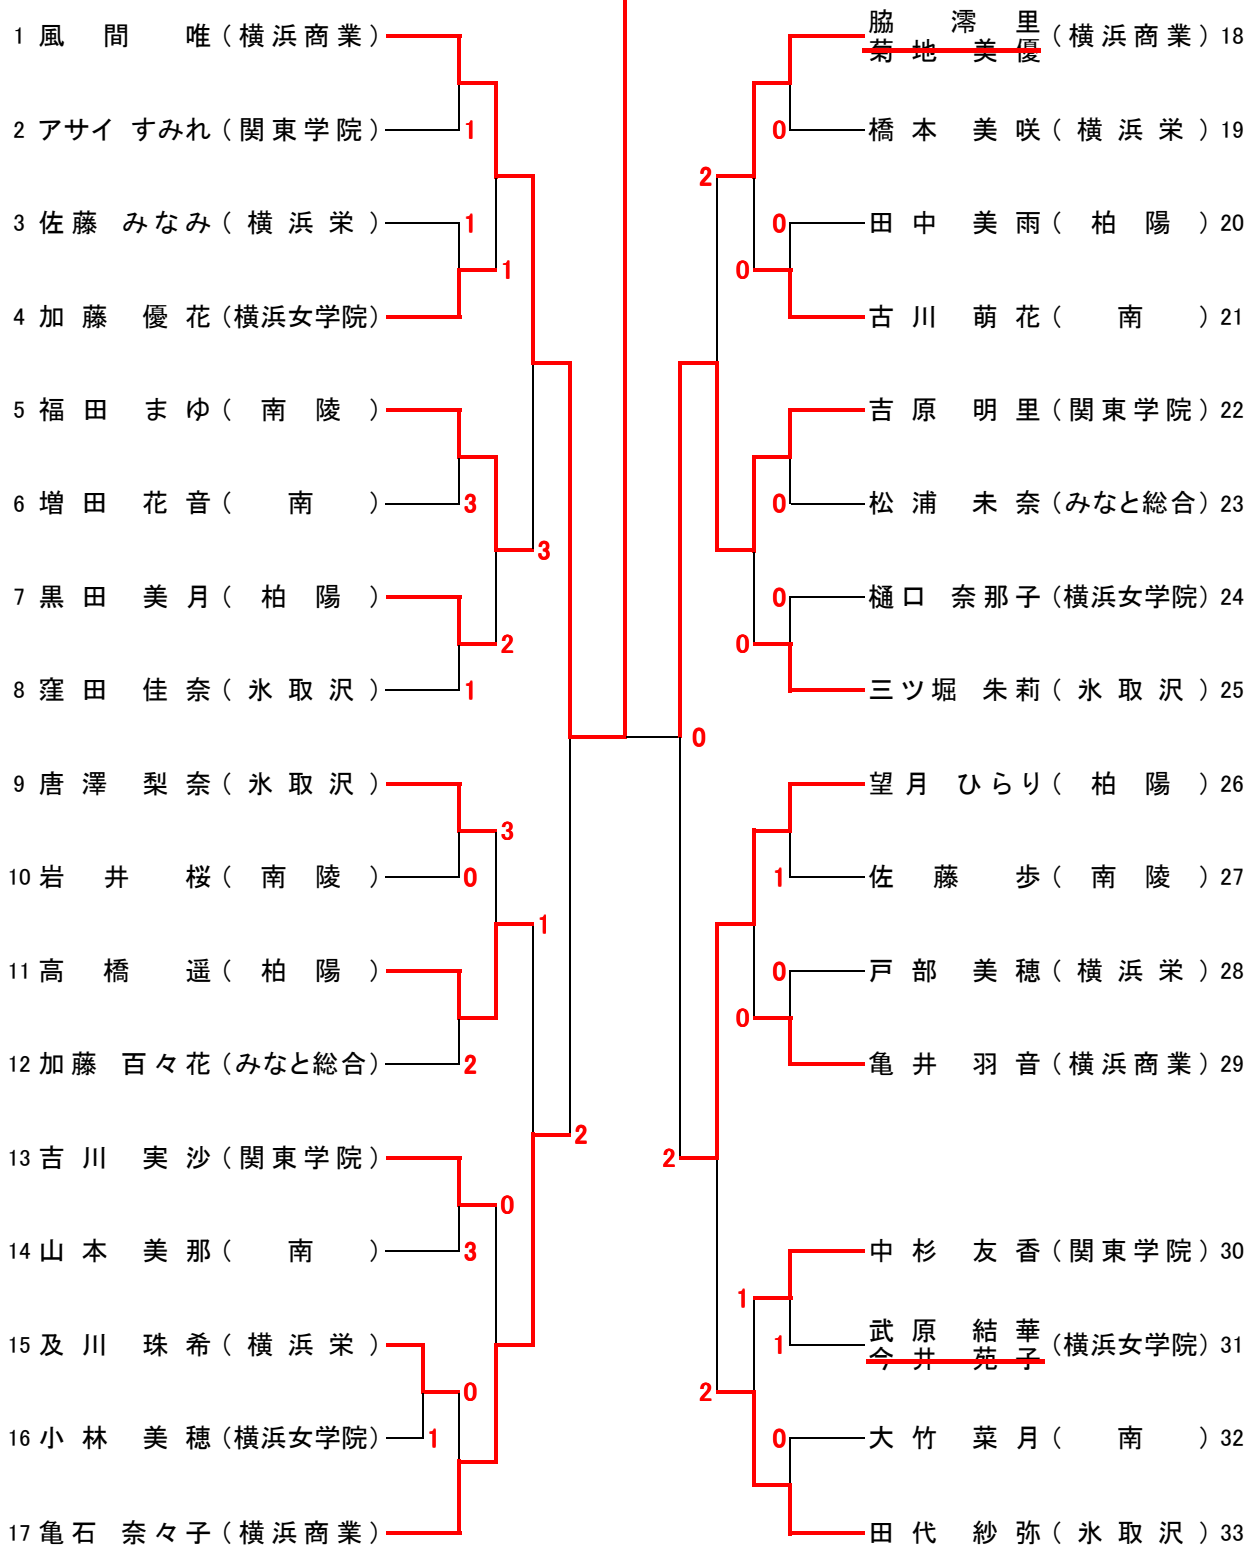 1 風間 唯(横浜商業)
2 アサイ すみれ(関東学院)
1
3 佐藤 みなみ(横浜栄)
1
1
4 加藤 優花(横浜女学院)
5 福田 まゆ(南陵)
6 増田 花音(南)
3
3
7 黒田 美月(柏陽)
2
8 窪田 佳奈(氷取沢)
1
9 唐澤 梨奈(氷取沢)
3
10 岩井 桜(南陵)
0
1
11 高橋 遥(柏陽)
12 加藤 百々花(みなと総合)
2
2
13 吉川 実沙(関東学院)
0
14 山本 美那(南)
3
15 及川 珠希(横浜栄)
0
16 小林 美穂(横浜女学院)
1
17 亀石 奈々子(横浜商業)
0
脇 澪里
菊地 美優
(横浜商業)18
0
橋本 美咲(横浜栄)19
2
0
田中 美雨(柏陽)20
0
古川 萌花(南)21
吉原 明里(関東学院)22
0
松浦 未奈(みなと総合)23
0
樋口 奈那子(横浜女学院)24
0
三ツ堀 朱莉(氷取沢)25
望月 ひらり(柏陽)26
1
佐藤 歩(南陵)27
0
戸部 美穂(横浜栄)28
0
亀井 羽音(横浜商業)29
2
中杉 友香(関東学院)30
1
武原 結華
今井 苑子
(横浜女学院)31
1
2
0
大竹 菜月(南)32
田代 紗弥(氷取沢)33